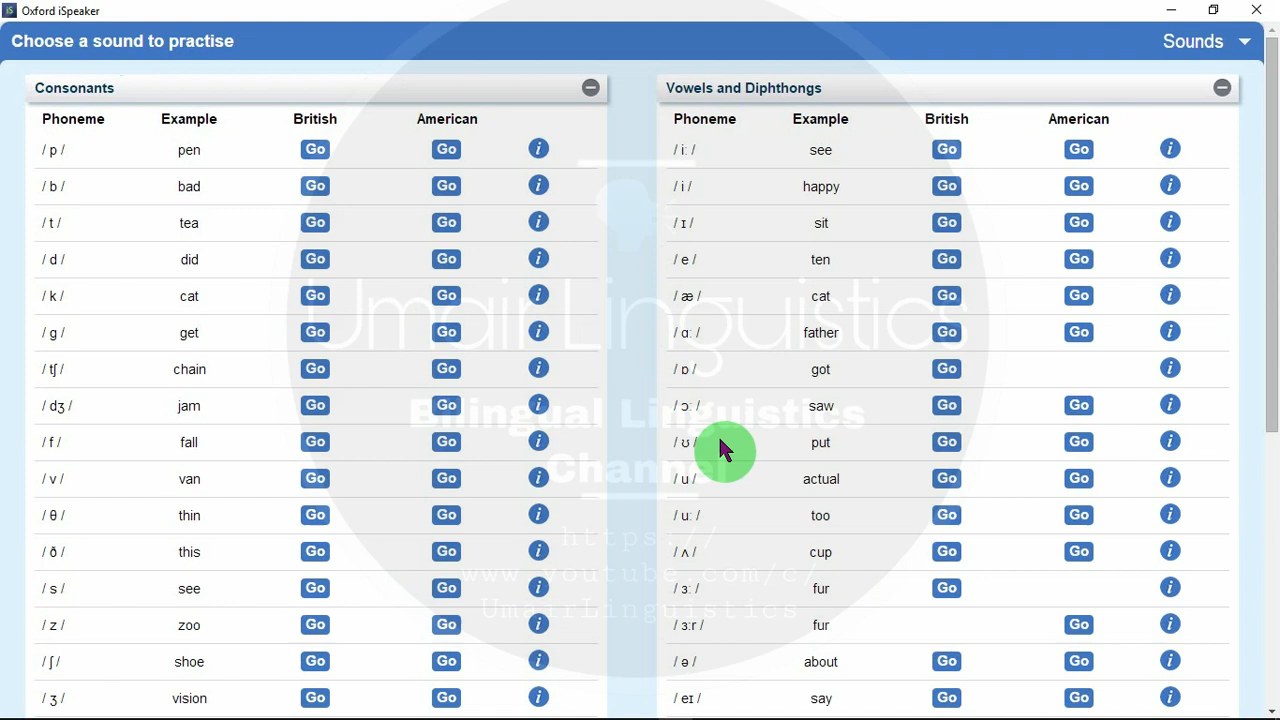 Oxford iSpeaker
Choose a sound to practise
Sounds
Consonants
Phoneme Example British American
/ p / pen Go Go i
/ b / bad Go Go i
/ t / tea Go Go i
/ d / did Go Go i
/ k / cat Go Go i
/ g / get Go Go i
/ tʃ / chain Go Go i
/ dʒ / jam Go Go i
/ f / fall Go Go i
/ v / van Go Go i
/ θ / thin Go Go i
/ ð / this Go Go i
/ s / see Go Go i
/ z / zoo Go Go i
/ ʃ / shoe Go Go i
/ ʒ / vision Go Go i
Vowels and Diphthongs
Phoneme Example British American
/ iː / see Go Go i
/ i / happy Go Go i
/ ɪ / sit Go Go i
/ e / ten Go Go i
/ æ / cat Go Go i
/ ɑː / father Go Go i
/ ɒ / got Go i
/ ɔː / saw Go Go i
/ ʊ / put Go Go i
/ u / actual Go Go i
/ uː / too Go Go i
/ ʌ / cup Go Go i
/ ɜː / fur Go i
/ ɜːr / fur Go i
/ ə / about Go Go i
/ eɪ / say Go Go i
UmairLinguistics
Bilingual Linguistics
Channel
https://
www.youtube.com/c/
UmairLinguistics